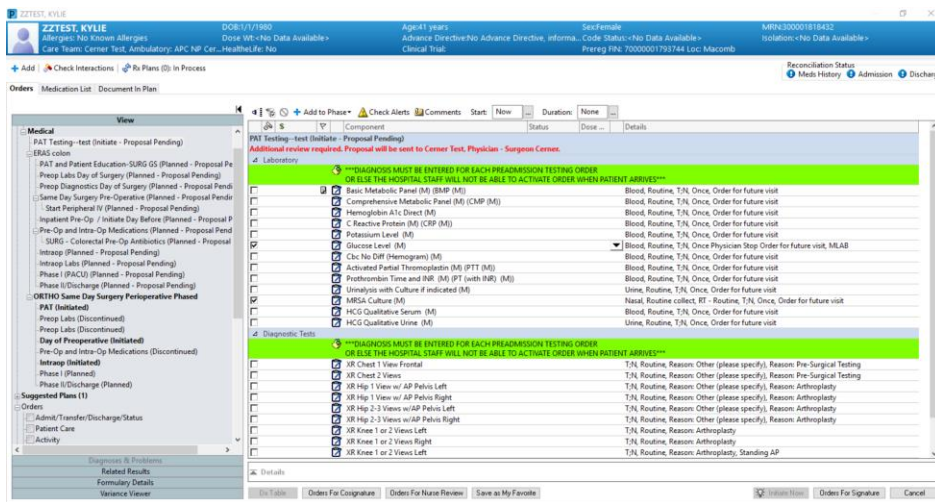 ZZTEST, KYLIE
ZZTEST, KYLIE
Allergies: No Known Allergies
Care Team: Cerner Test, Ambulatory: APC NP Cer...
DOB:1/1/1980
Dose Wt:<No Data Available>
HealtheLife: No
Age:41 years
Advance Directive:No Advance Directive, informa...
Clinical Trial:
Sex:Female
Code Status:<No Data Available>
Prereg FIN: 70000001793744 Loc: Macomb
MRN:300001818432
Isolation:<No Data Available>
+ Add Check Interactions Rx Plans (0): In Process
Reconciliation Status
Meds History Admission Dischar
Orders Medication List Document In Plan
View
Medical
PAT Testing--test (Initiate - Proposal Pending)
ERAS colon
PAT and Patient Education-SURG GS (Planned - Proposal Pe
Preop Labs Day of Surgery (Planned - Proposal Pending)
Preop Diagnostics Day of Surgery (Planned - Proposal Pendi
Same Day Surgery Pre-Operative (Planned - Proposal Pendin
Start Peripheral IV (Planned - Proposal Pending)
Inpatient Pre-Op / Initiate Day Before (Planned - Proposal P
Pre-Op and Intra-Op Medications (Planned - Proposal Pend
SURG - Colorectal Pre-Op Antibiotics (Planned - Proposal
Intraop (Planned - Proposal Pending)
Intraop Labs (Planned - Proposal Pending)
Phase I (PACU) (Planned - Proposal Pending)
Phase II/Discharge (Planned - Proposal Pending)
ORTHO Same Day Surgery Perioperative Phased
PAT (Initiated)
Preop Labs (Discontinued)
Preop Labs (Discontinued)
Day of Preoperative (Initiated)
Pre-Op and Intra-Op Medications (Discontinued)
Intraop (Initiated)
Phase I (Planned)
Phase II/Discharge (Planned)
Suggested Plans (1)
Orders
Admit/Transfer/Discharge/Status
Patient Care
Activity
Diagnoses & Problems
Related Results
Formulary Details
Variance Viewer
+ Add to Phase Check Alerts Comments Start: Now ... Duration: None ...
$ Component Status Dose ... Details
PAT Testing--test (Initiate - Proposal Pending)
Additional review required. Proposal will be sent to Cerner Test, Physician - Surgeon Cerner.
Laboratory
***DIAGNOSIS MUST BE ENTERED FOR EACH PREADMISSION TESTING ORDER
OR ELSE THE HOSPITAL STAFF WILL NOT BE ABLE TO ACTIVATE ORDER WHEN PATIENT ARRIVES***
Basic Metabolic Panel (M) (BMP (M)) Blood, Routine, T;N, Once, Order for future visit
Comprehensive Metabolic Panel (M) (CMP (M)) Blood, Routine, T;N, Once, Order for future visit
Hemoglobin A1c Direct (M) Blood, Routine, T;N, Once, Order for future visit
C Reactive Protein (M) (CRP (M)) Blood, Routine, T;N, Once, Order for future visit
Potassium Level (M) Blood, Routine, T;N, Once, Order for future visit
Glucose Level (M) Blood, Routine, T;N, Once Physician Stop Order for future visit, MLAB
Cbc No Diff (Hemogram) (M) Blood, Routine, T;N, Once, Order for future visit
Activated Partial Thromboplastin (M) (PTT (M)) Blood, Routine, T;N, Once, Order for future visit
Prothrombin Time and INR (M) (PT (with INR) (M)) Blood, Routine, T;N, Once, Order for future visit
Urinalysis with Culture if indicated (M) Urine, Routine, T;N, Once, Order for future visit
MRSA Culture (M) Nasal, Routine collect, RT - Routine, T;N, Once, Order for future visit
HCG Qualitative Serum (M) Blood, Routine, T;N, Once, Order for future visit
HCG Qualitative Urine (M) Urine, Routine, T;N, Once, Order for future visit
Diagnostic Tests
***DIAGNOSIS MUST BE ENTERED FOR EACH PREADMISSION TESTING ORDER
OR ELSE THE HOSPITAL STAFF WILL NOT BE ABLE TO ACTIVATE ORDER WHEN PATIENT ARRIVES***
XR Chest 1 View Frontal T;N, Routine, Reason: Other (please specify), Reason: Pre-Surgical Testing
XR Chest 2 Views T;N, Routine, Reason: Other (please specify), Reason: Pre-Surgical Testing
XR Hip 1 View w/ AP Pelvis Left T;N, Routine, Reason: Other (please specify), Reason: Arthroplasty
XR Hip 1 View w/ AP Pelvis Right T;N, Routine, Reason: Other (please specify), Reason: Arthroplasty
XR Hip 2-3 Views w/AP Pelvis Left T;N, Routine, Reason: Other (please specify), Reason: Arthroplasty
XR Hip 2-3 Views w/AP Pelvis Right T;N, Routine, Reason: Other (please specify), Reason: Arthroplasty
XR Knee 1 or 2 Views Left T;N, Routine, Reason: Arthroplasty
XR Knee 1 or 2 Views Right T;N, Routine, Reason: Arthroplasty
XR Knee 1 or 2 Views Left T;N, Routine, Reason: Arthroplasty, Standing AP
Details
Dx Table Orders For Cosignature Orders For Nurse Review Save as My Favorite Initiate Now Orders For Signature Cancel